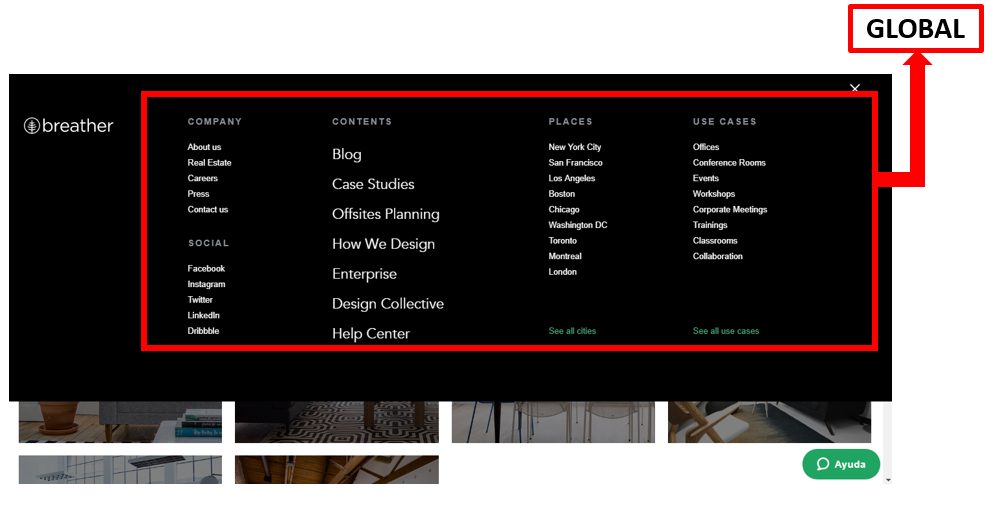 GLOBAL
breather
COMPANY
About us
Real Estate
Careers
Press
Contact us
SOCIAL
Facebook
Instagram
Twitter
LinkedIn
Dribbble
CONTENTS
Blog
Case Studies
Offsites Planning
How We Design
Enterprise
Design Collective
Help Center
PLACES
New York City
San Francisco
Los Angeles
Boston
Chicago
Washington DC
Toronto
Montreal
London
See all cities
USE CASES
Offices
Conference Rooms
Events
Workshops
Corporate Meetings
Trainings
Classrooms
Collaboration
See all use cases
Ayuda